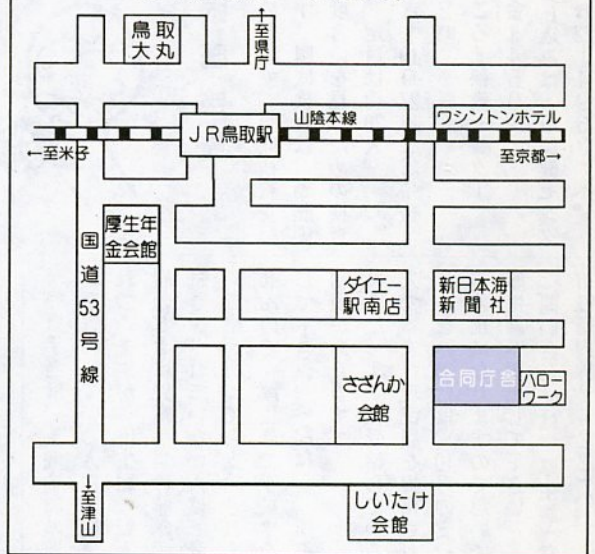 鳥取
大丸
↑至県庁
山陰本線
ワシントンホテル
JR鳥取駅
←至米子
至京都→
厚生年
金会館
国道53号線
ダイエー
駅南店
新日本海
新聞社
合同庁舎
ハロー
ワーク
さざんか
会館
↓至津山
しいたけ
会館